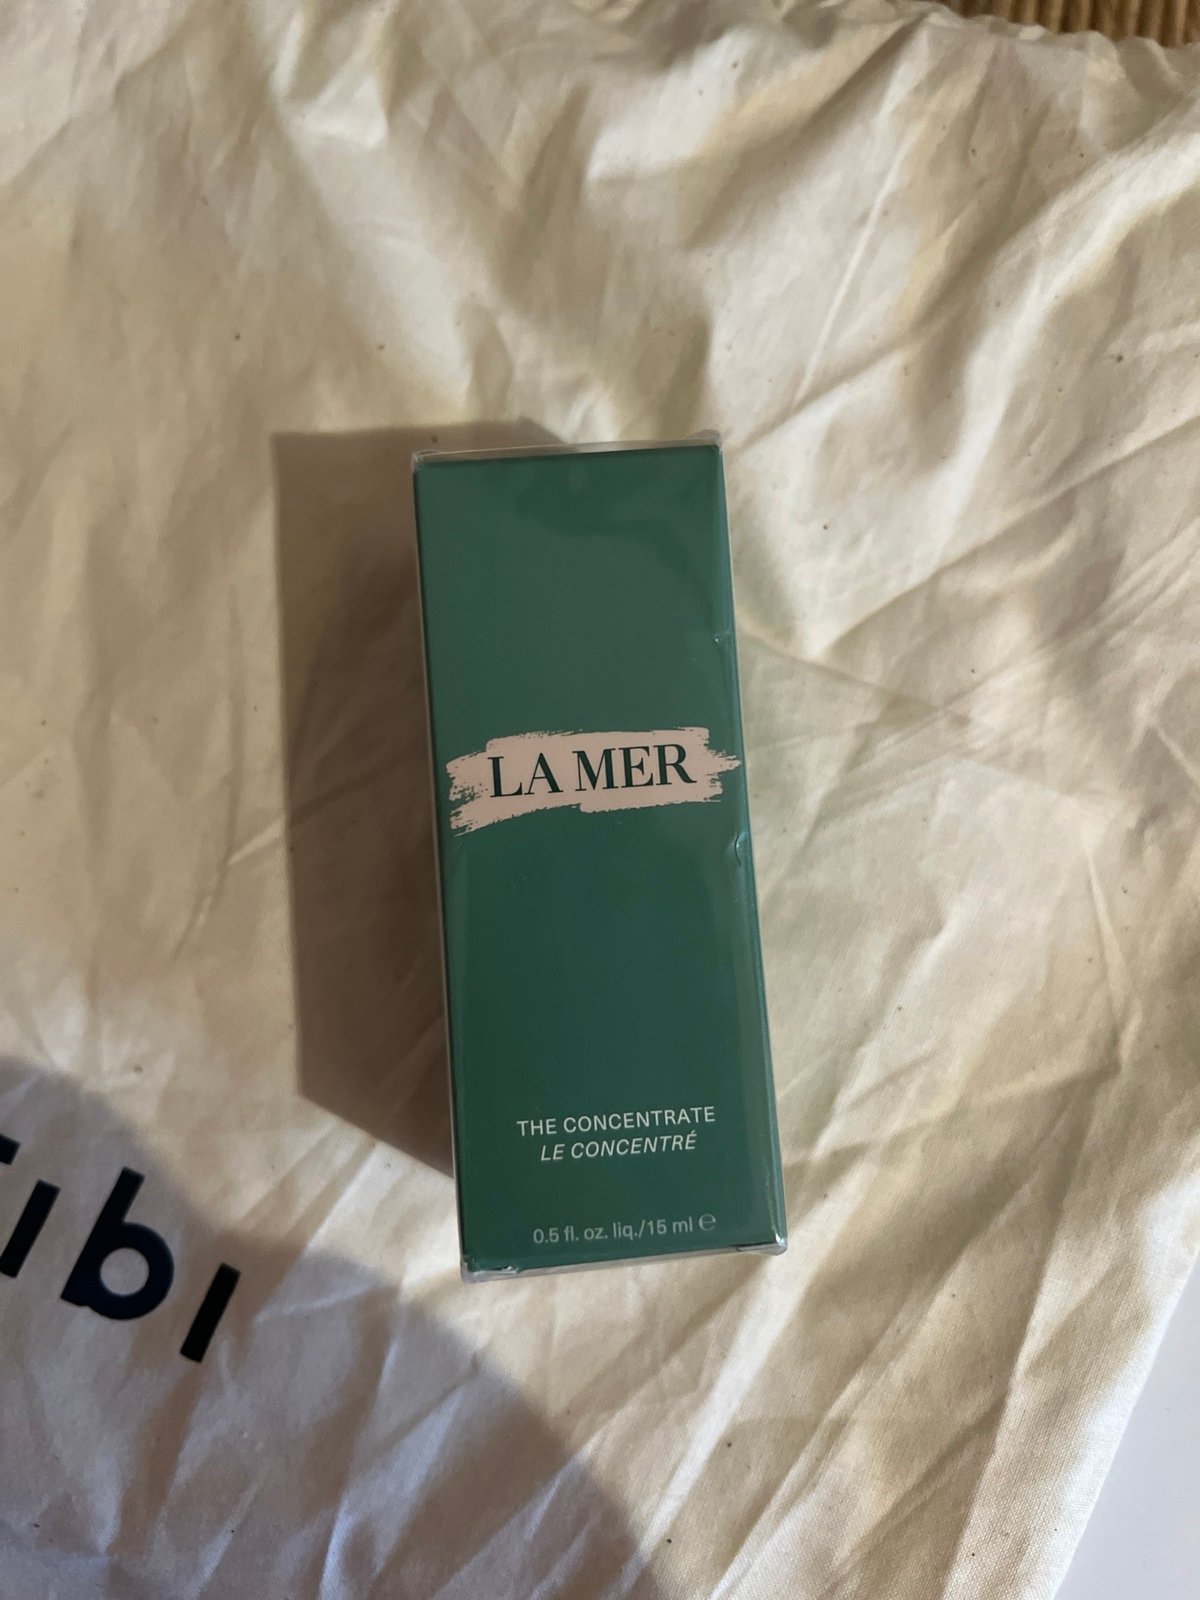 LA MER
THE CONCENTRATE
LE CONCENTRÉ
0.5 fl. oz. liq./15 ml ℮